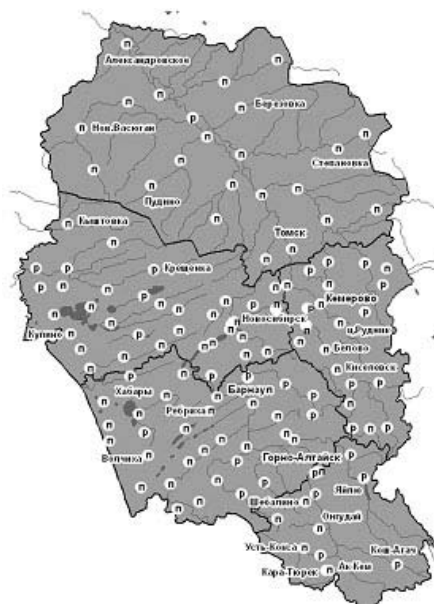 Александровское
Березовка
Нов.Васюган
Степановка
Пудино
Кыштовка
Томск
Крещенка
Кемерово
Новосибирск
Купино
ц.Рудник
Белово
Киселевск
Хабары
Барнаул
Ребриха
Волчиха
Горно-Алтайск
Яйлю
Шебалино
Онгудай
Усть-Кокса
Кош-Агач
Кара-Тюрек
Ак-Кем